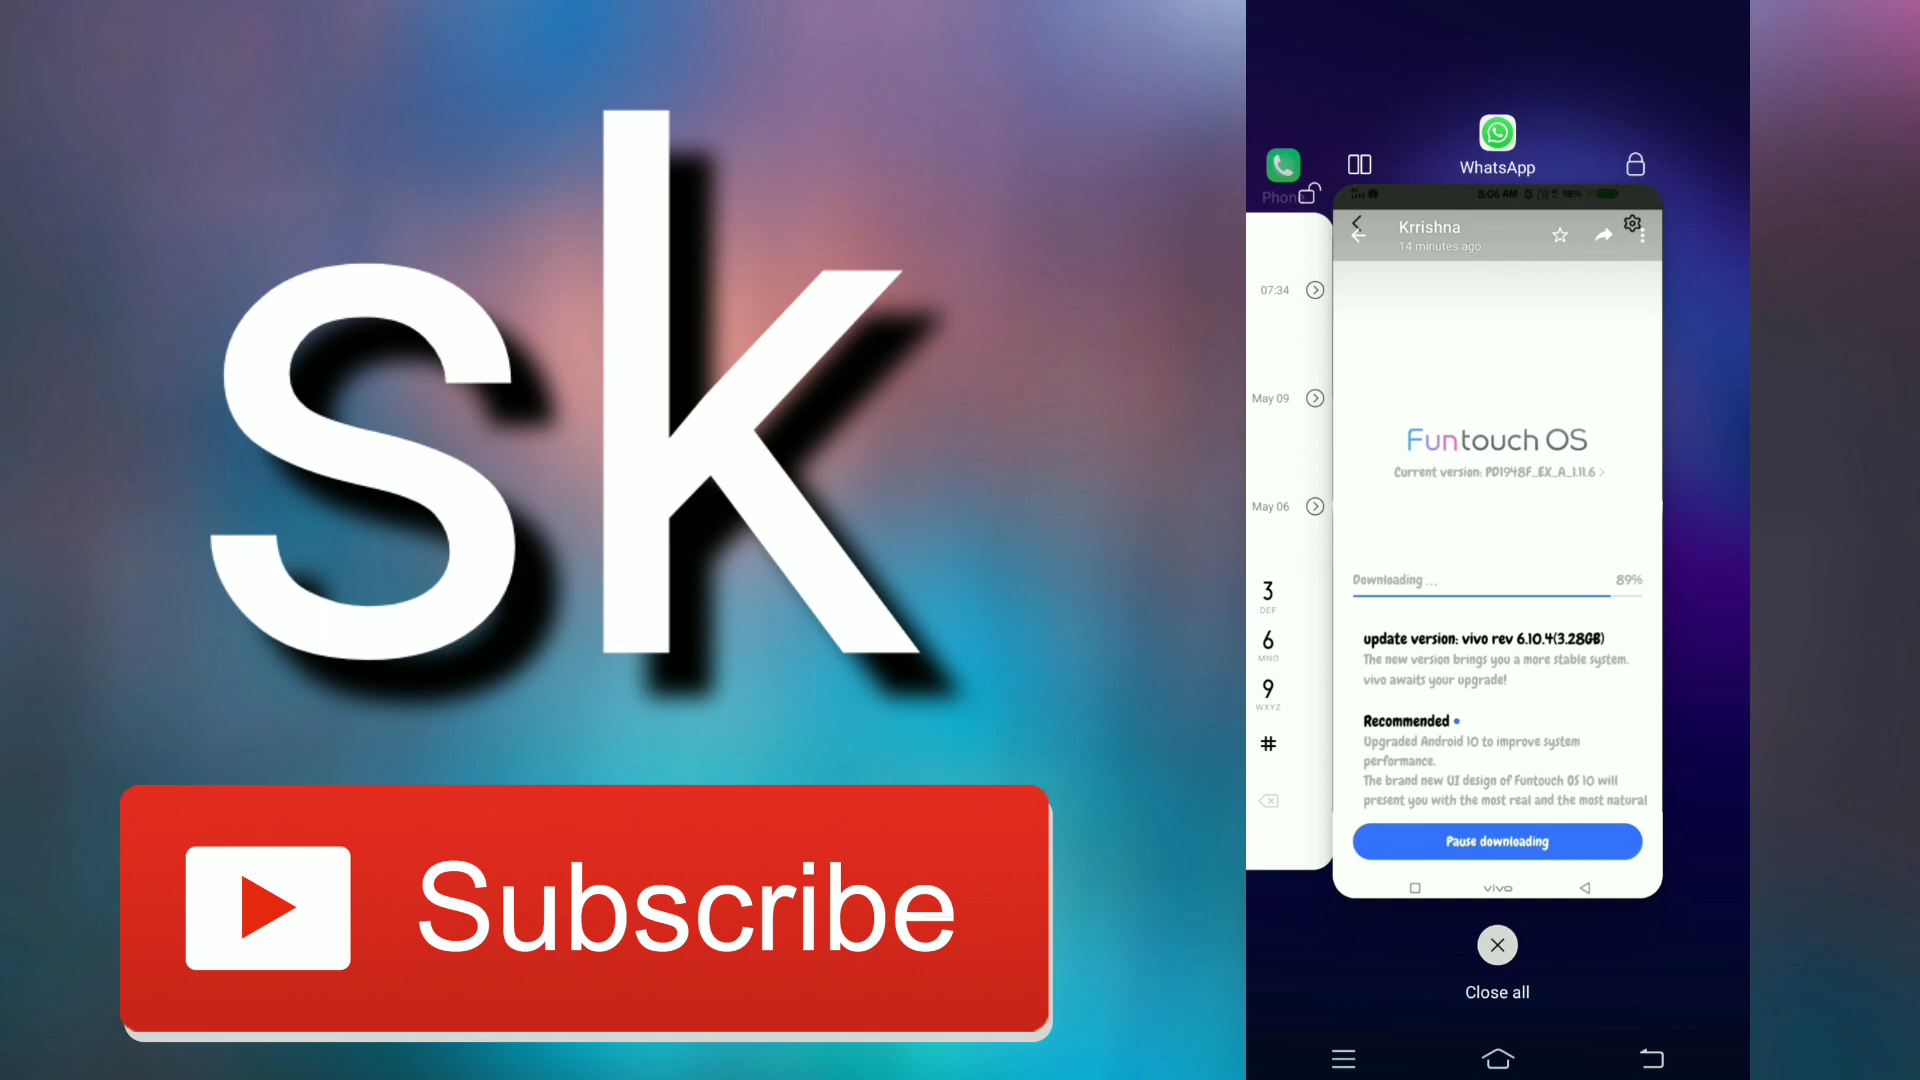 sk
Subscribe
WhatsApp
Phon
8:06 AM
98%
Krrishna
14 minutes ago
07:34
May 09
May 06
3
DEF
6
MNO
9
WXYZ
#
Funtouch OS
Current version: PD1948F_EX_A_1.11.6
Downloading ...
89%
update version: vivo rev 6.10.4(3.28GB)
The new version brings you a more stable system.
vivo awaits your upgrade!
Recommended
Upgraded Android 10 to improve system
performance.
The brand new UI design of Funtouch OS 10 will
present you with the most real and the most natural
Pause downloading
vivo
Close all